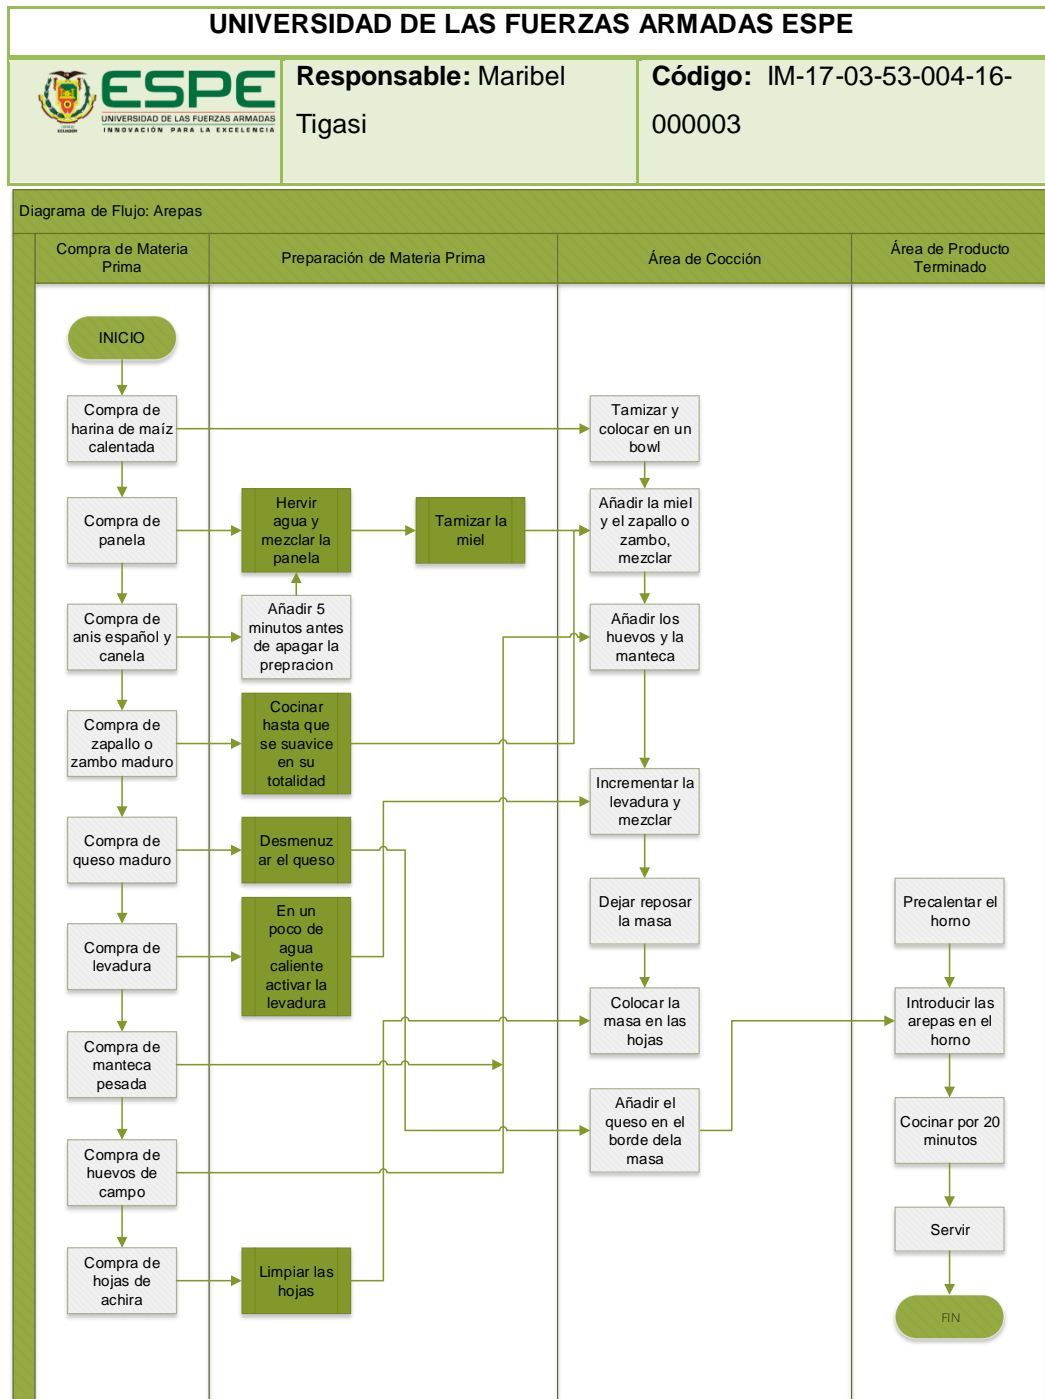 UNIVERSIDAD DE LAS FUERZAS ARMADAS ESPE
ESPE
UNIVERSIDAD DE LAS FUERZAS ARMADAS
INNOVACIÓN PARA LA EXCELENCIA
ECUADOR
Responsable: Maribel
Tigasi
Código: IM-17-03-53-004-16-
000003
Diagrama de Flujo: Arepas
Compra de Materia
Prima
Preparación de Materia Prima
Área de Cocción
Área de Producto
Terminado
INICIO
Compra de
harina de maíz
calentada
Tamizar y
colocar en un
bowl
Compra de
panela
Hervir
agua y
mezclar la
panela
Tamizar la
miel
Añadir la miel
y el zapallo o
zambo,
mezclar
Compra de
anis español y
canela
Añadir 5
minutos antes
de apagar la
prepracion
Añadir los
huevos y la
manteca
Compra de
zapallo o
zambo maduro
Cocinar
hasta que
se suavice
en su
totalidad
Incrementar la
levadura y
mezclar
Compra de
queso maduro
Desmenuz
ar el queso
Dejar reposar
la masa
Precalentar el
horno
Compra de
levadura
En un
poco de
agua
caliente
activar la
levadura
Colocar la
masa en las
hojas
Introducir las
arepas en el
horno
Compra de
manteca
pesada
Añadir el
queso en el
borde dela
masa
Cocinar por 20
minutos
Compra de
huevos de
campo
Servir
Compra de
hojas de
achira
Limpiar las
hojas
FIN